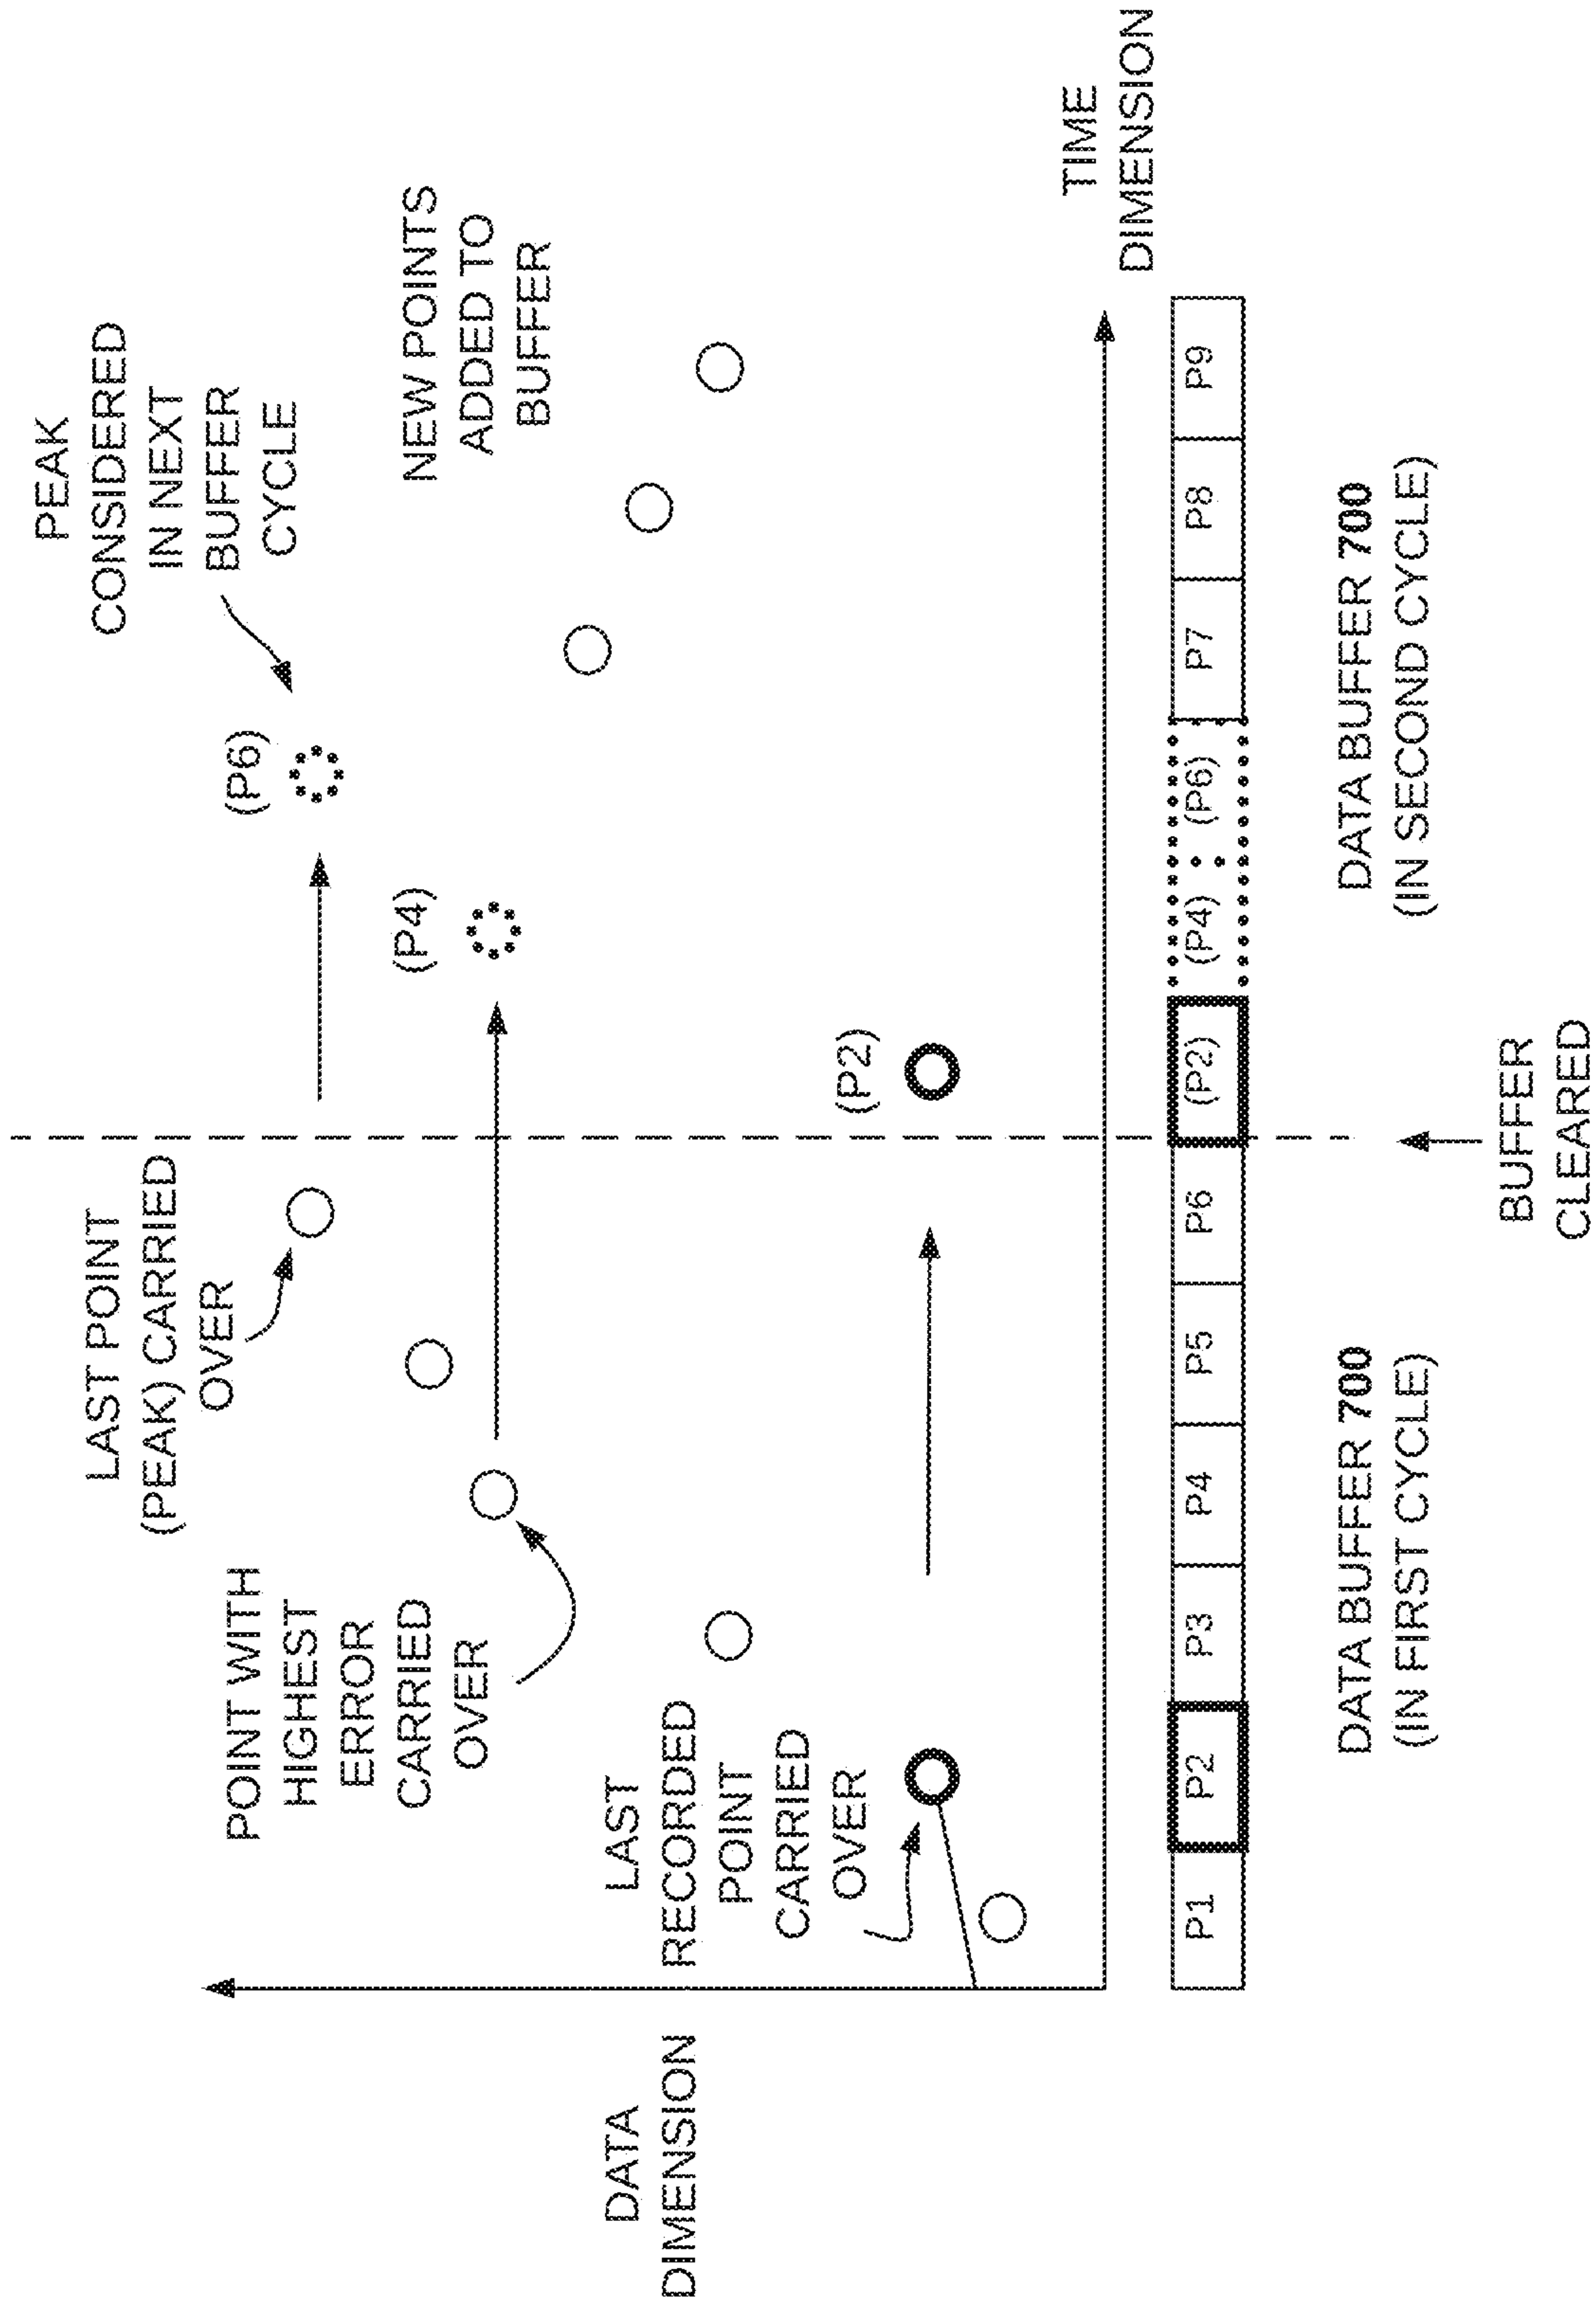 PEAK
CONSIDERED
IN NEXT
BUFFER
CYCLE
LAST POINT
(PEAK) CARRIED
OVER
(P6)
POINT WITH
HIGHEST
ERROR
CARRIED
OVER
(P4)
NEW POINTS
ADDED TO
BUFFER
LAST
RECORDED
POINT
CARRIED
OVER
(P2)
DATA
DIMENSION
TIME
DIMENSION
P1 P2 P3 P4 P5 P6 (P2) (P4) (P6) P7 P8 P9
DATA BUFFER 700
(IN FIRST CYCLE)
DATA BUFFER 700
(IN SECOND CYCLE)
BUFFER
CLEARED